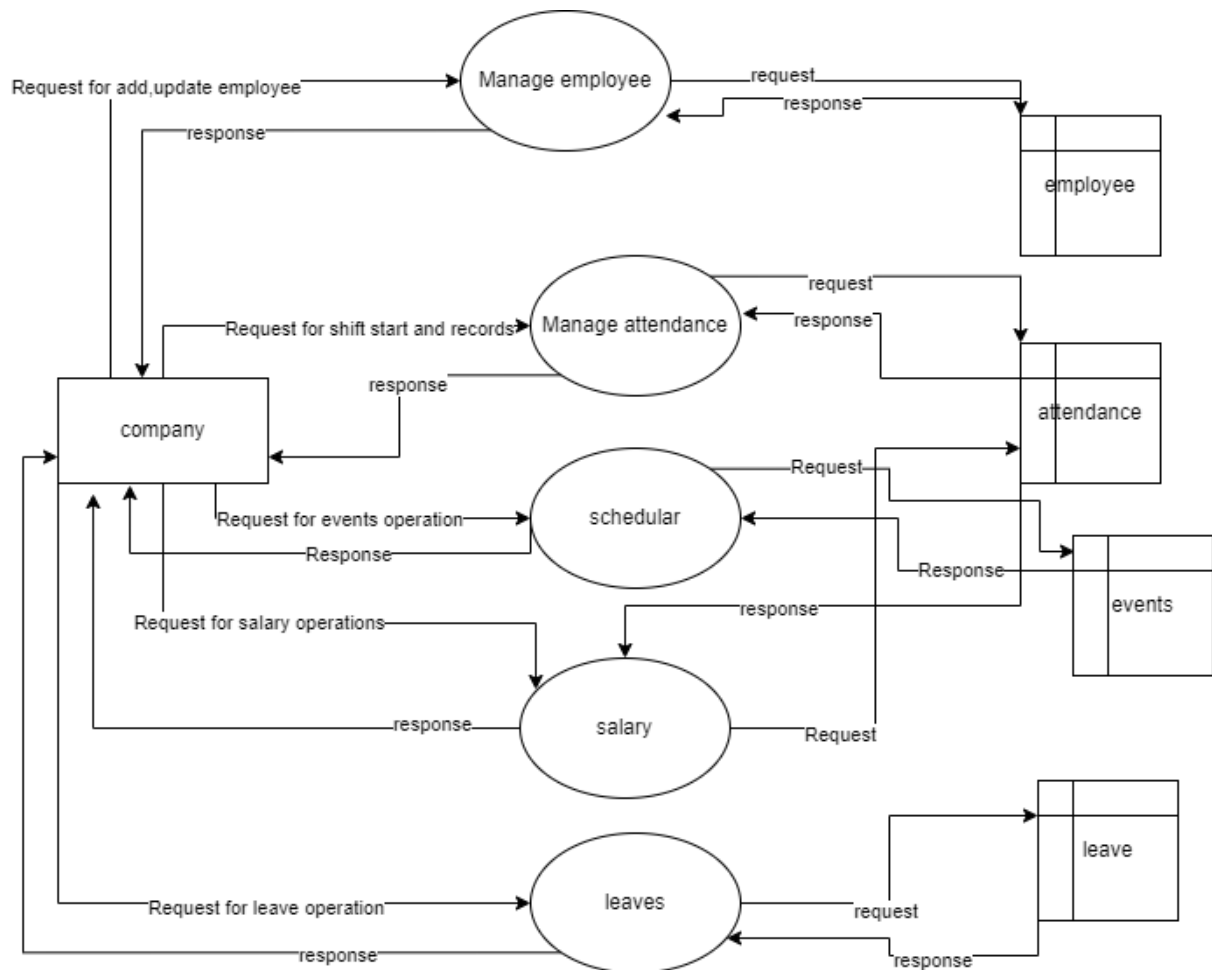 Manage employee
request
Request for add,update employee
response
response
employee
request
Manage attendance
response
Request for shift start and records
response
attendance
company
Request
schedular
Request for events operation
Response
Response
events
response
Request for salary operations
response
salary
Request
leave
leaves
request
Request for leave operation
response
response